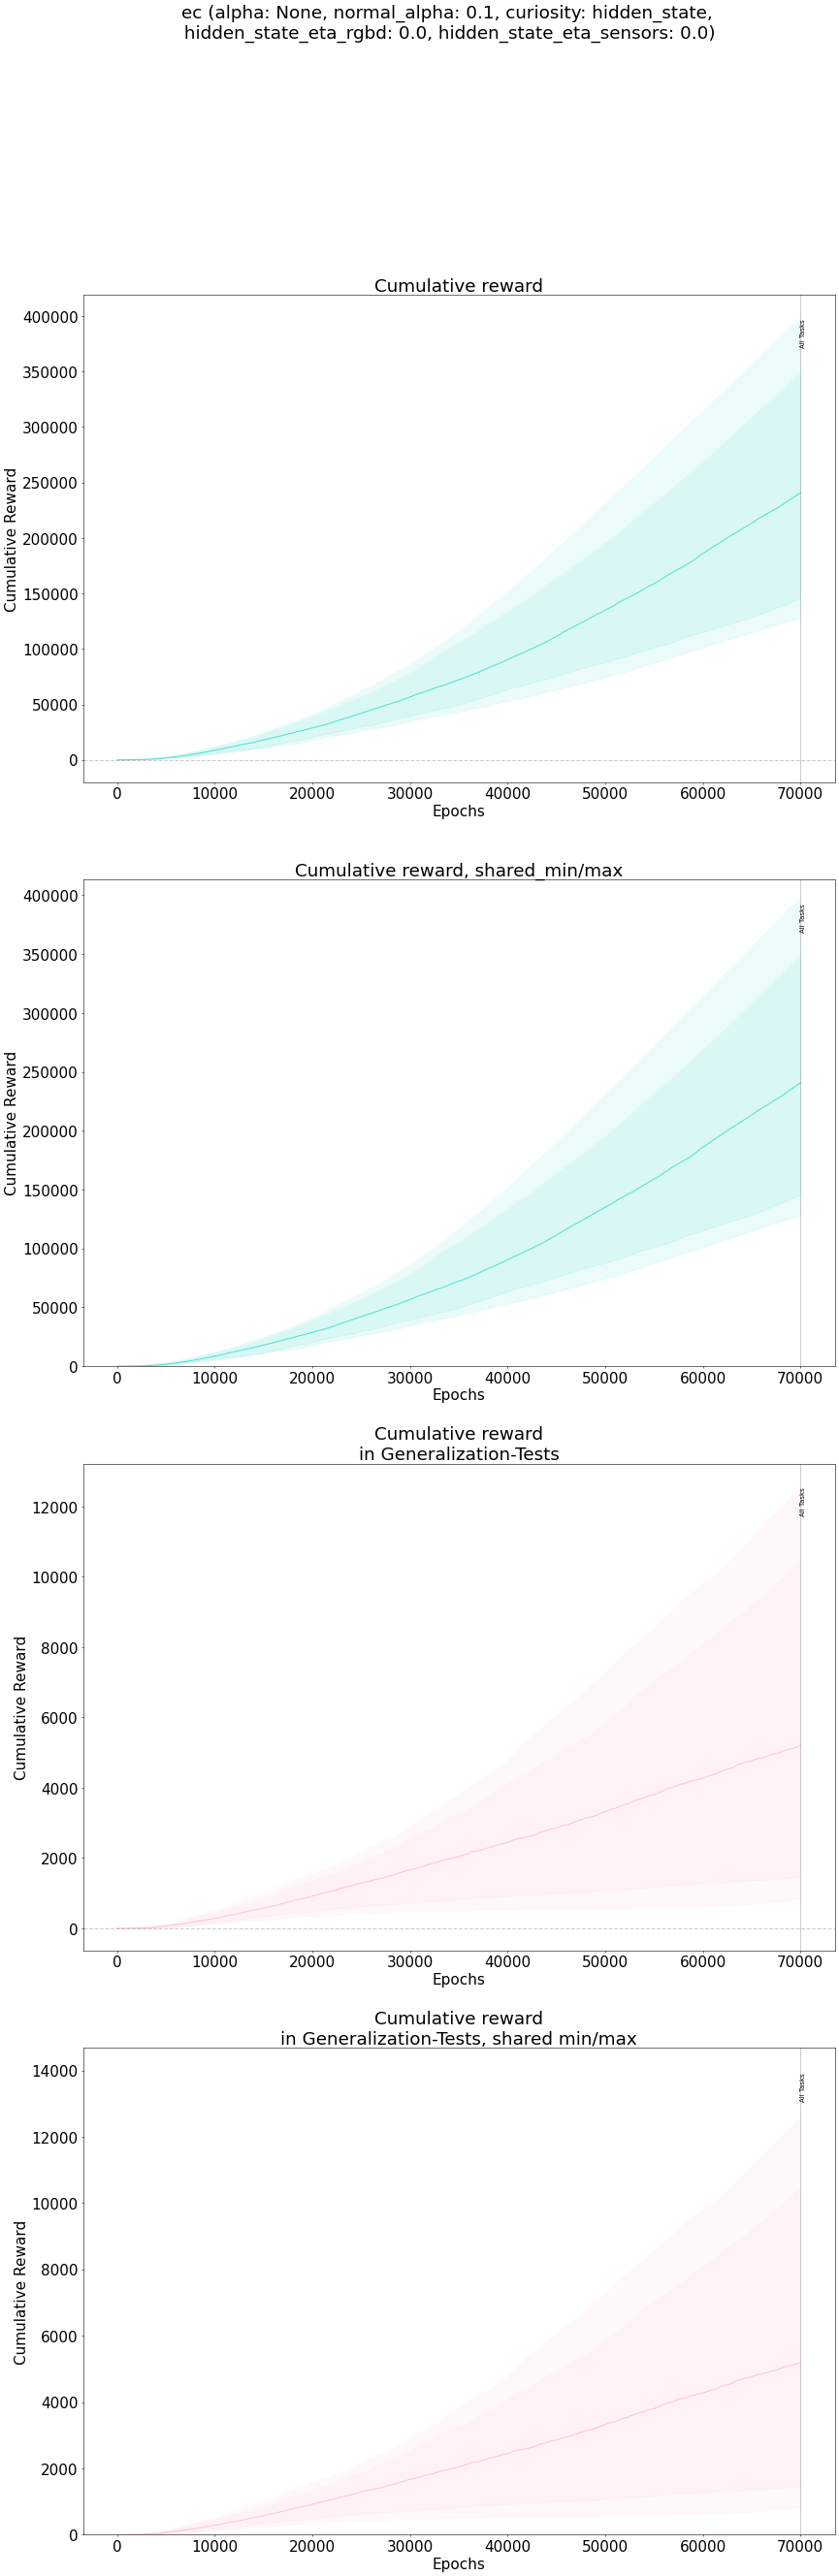 ec (alpha: None, normal_alpha: 0.1, curiosity: hidden_state,
hidden_state_eta_rgbd: 0.0, hidden_state_eta_sensors: 0.0)
Cumulative reward
400000
350000
300000
250000
200000
150000
100000
50000
0
Cumulative Reward
All Tasks
0 10000 20000 30000 40000 50000 60000 70000
Epochs
Cumulative reward, shared_min/max
400000
350000
300000
250000
200000
150000
100000
50000
0
Cumulative Reward
All Tasks
0 10000 20000 30000 40000 50000 60000 70000
Epochs
Cumulative reward
in Generalization-Tests
12000
10000
8000
6000
4000
2000
0
Cumulative Reward
All Tasks
0 10000 20000 30000 40000 50000 60000 70000
Epochs
Cumulative reward
in Generalization-Tests, shared min/max
14000
12000
10000
8000
6000
4000
2000
0
Cumulative Reward
All Tasks
0 10000 20000 30000 40000 50000 60000 70000
Epochs